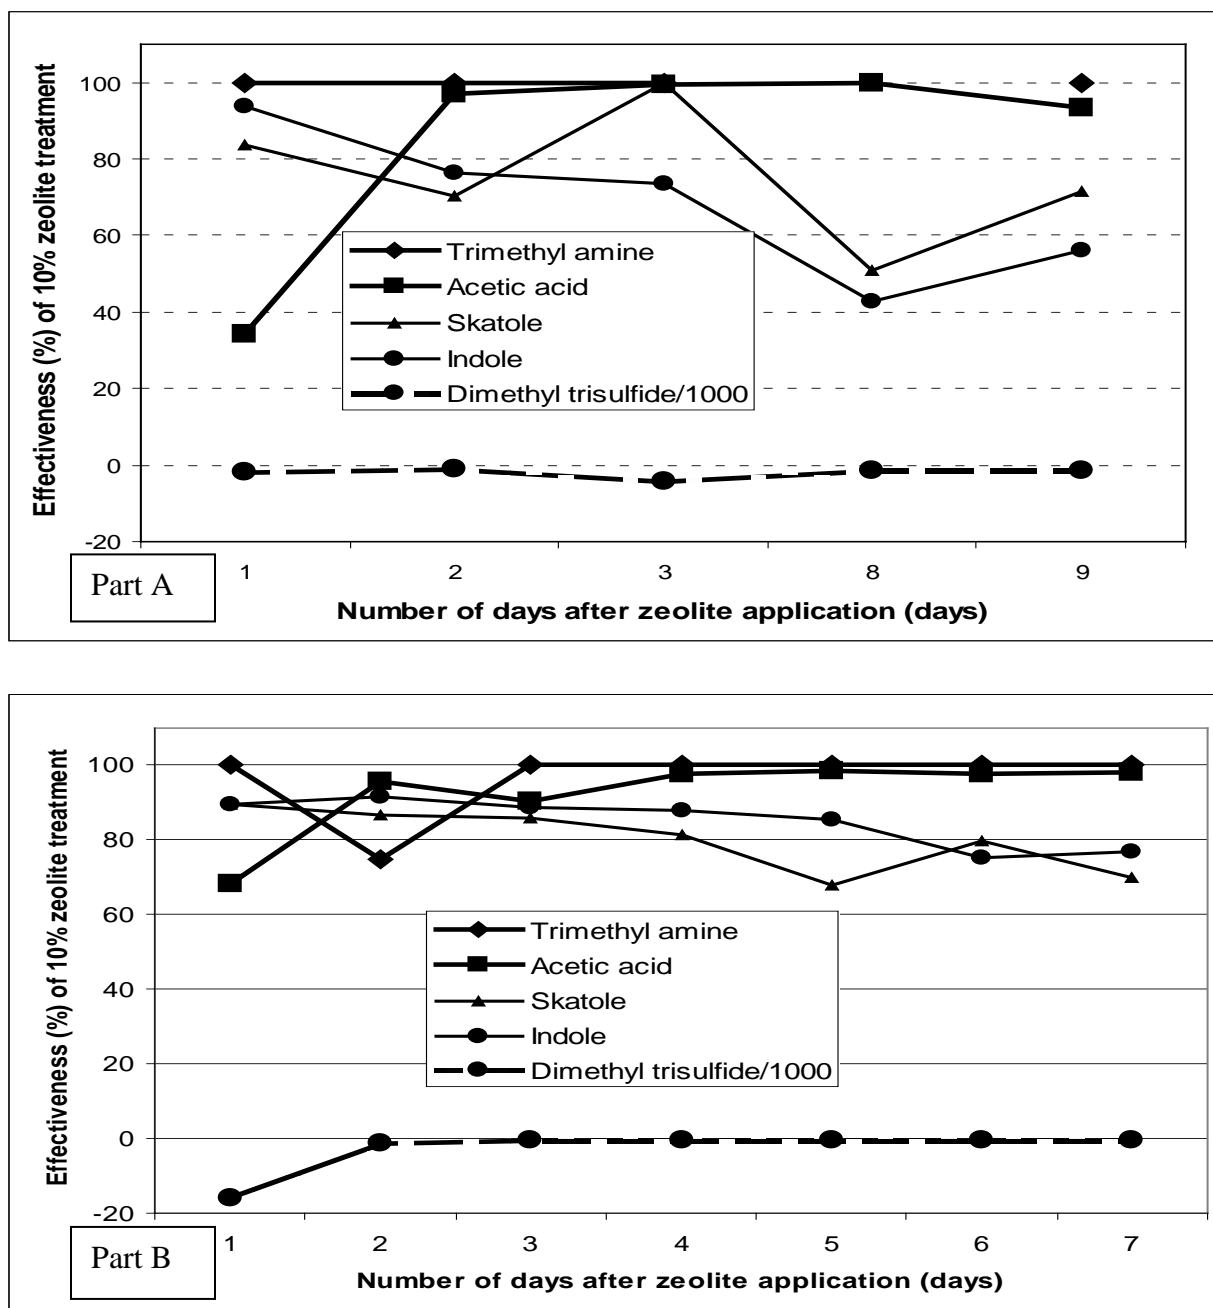 Effectiveness (%) of 10% zeolite treatment
100
80
60
40
20
0
-20
Trimethyl amine
Acetic acid
Skatole
Indole
Dimethyl trisulfide/1000
1 2 3 8 9
Number of days after zeolite application (days)
Part A
Effectiveness (%) of 10% zeolite treatment
100
80
60
40
20
0
-20
Trimethyl amine
Acetic acid
Skatole
Indole
Dimethyl trisulfide/1000
1 2 3 4 5 6 7
Number of days after zeolite application (days)
Part B